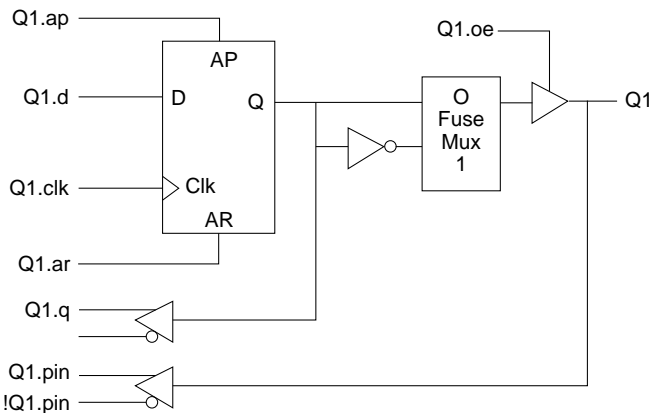 Q1.ap
Q1.oe
AP
Q1.d
D
Q
O
Fuse
Mux
1
Q1
Q1.clk
Clk
AR
Q1.ar
Q1.q
Q1.pin
!Q1.pin